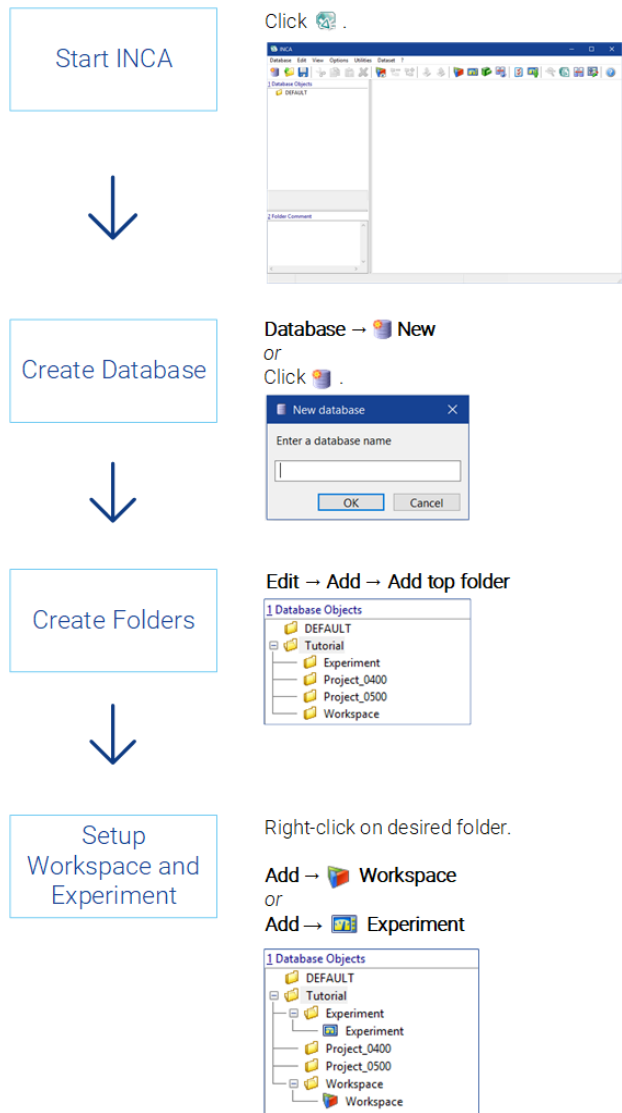 Start INCA
Click .
INCA
Database Edit View Options Utilities Dataset ?
1 Database Objects
DEFAULT
2 Folder Comment
Create Database
Database → New
or
Click .
New database
Enter a database name
OK Cancel
Create Folders
Edit → Add → Add top folder
1 Database Objects
DEFAULT
Tutorial
Experiment
Project_0400
Project_0500
Workspace
Setup
Workspace and
Experiment
Right-click on desired folder.
Add → Workspace
or
Add → Experiment
1 Database Objects
DEFAULT
Tutorial
Experiment
Experiment
Project_0400
Project_0500
Workspace
Workspace